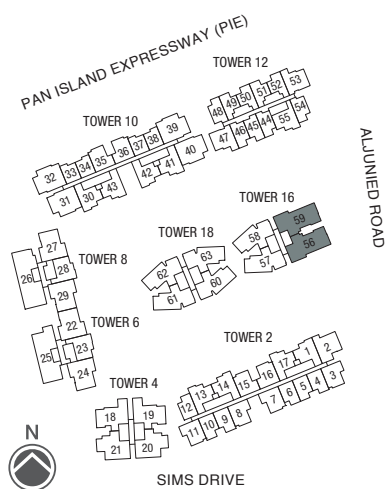 PAN ISLAND EXPRESSWAY (PIE)
TOWER 12
48 49 50 51 52 53
47 46 45 44 55 54
TOWER 10
32 33 34 35 36 37 38 39
31 30 43 42 41 40
ALJUNIED ROAD
TOWER 16
58 59
57 56
TOWER 18
62 63
61 60
TOWER 8
27
26 28
29
TOWER 6
22
25 23
24
TOWER 2
12 13 14 15 16 17 1 2
11 10 9 8 7 6 5 4 3
TOWER 4
18 19
21 20
N
SIMS DRIVE